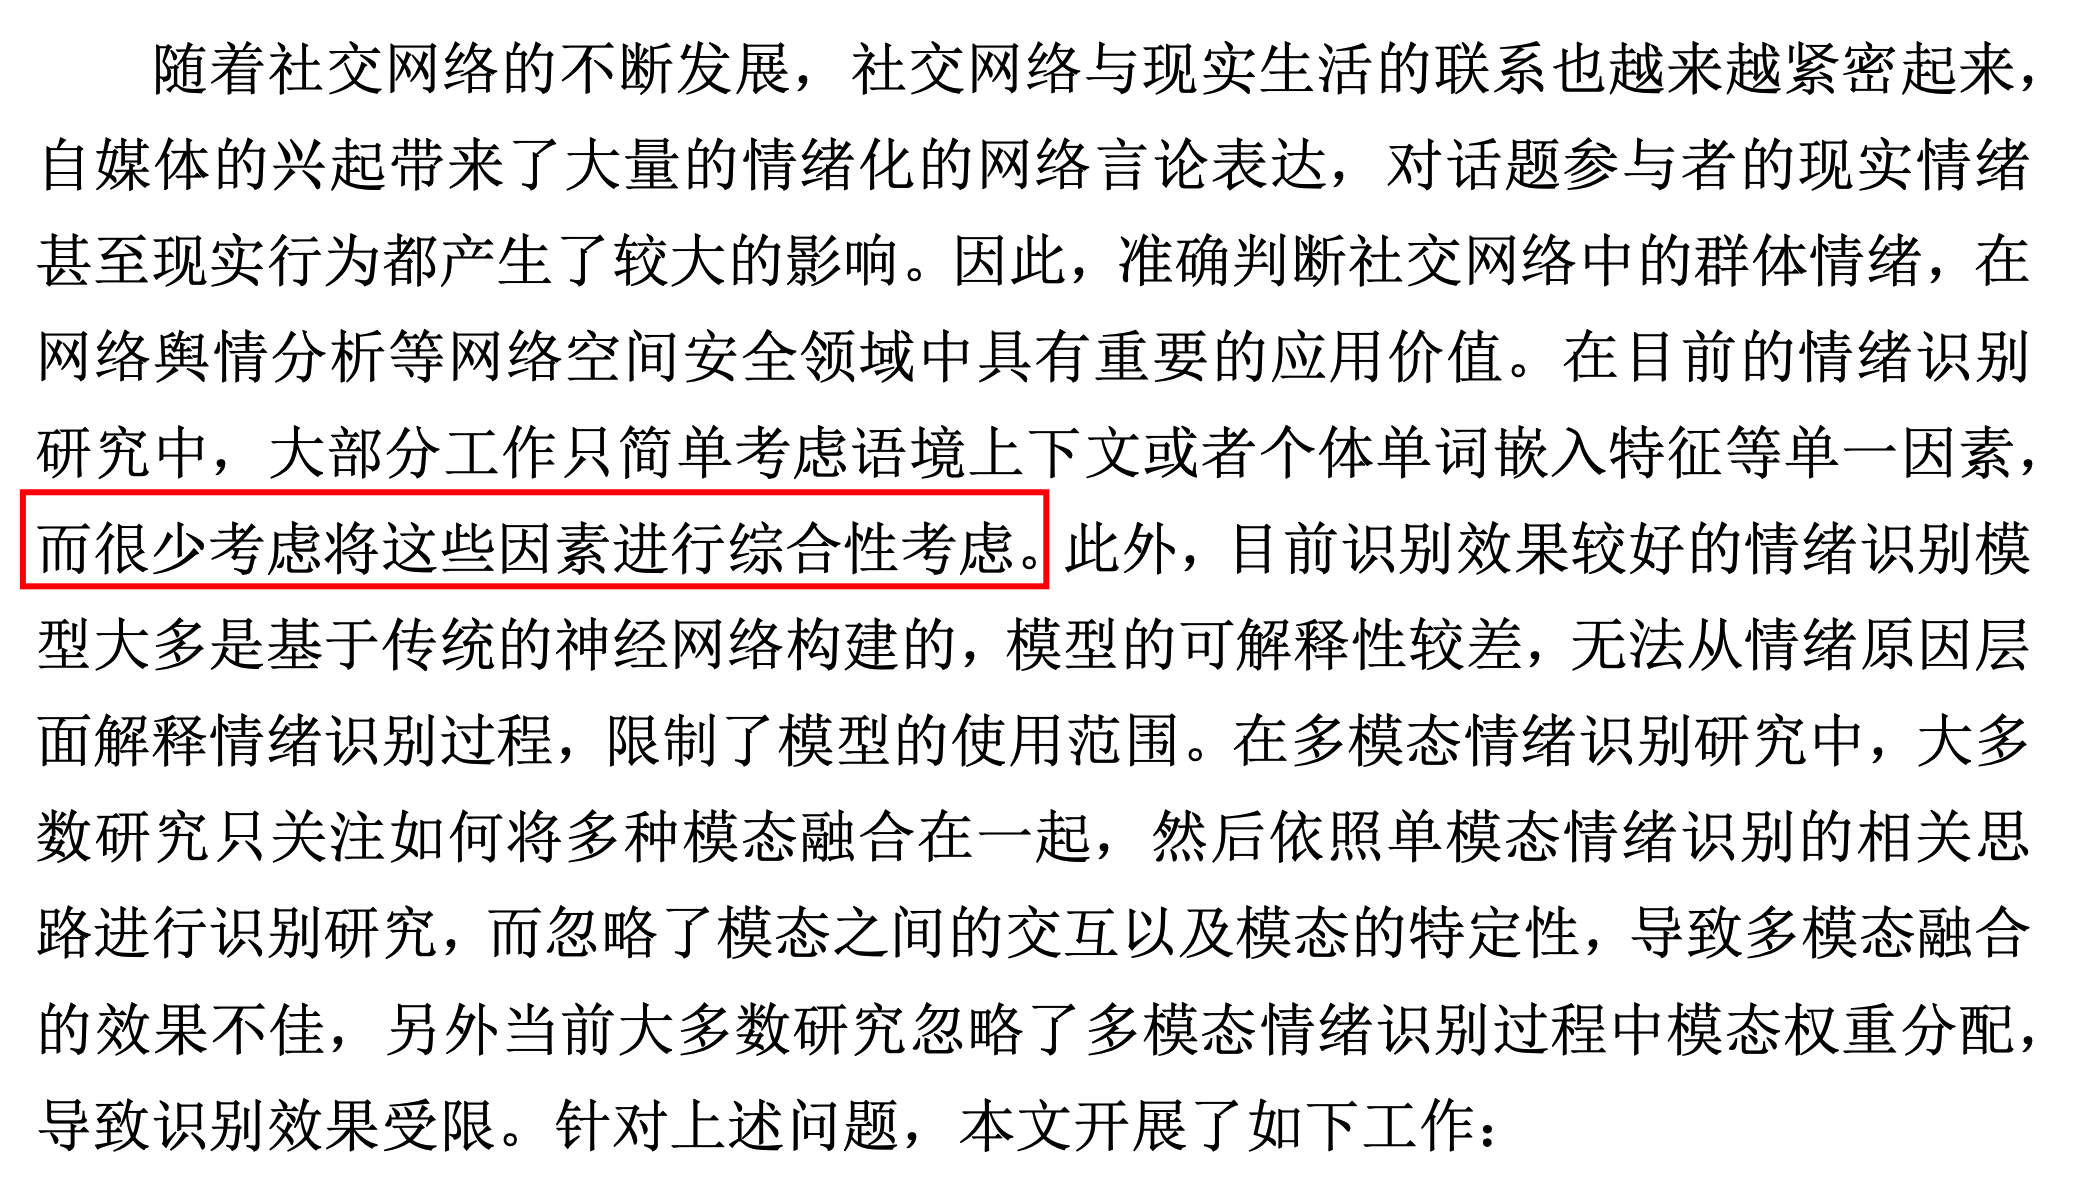 随着社交网络的不断发展，社交网络与现实生活的联系也越来越紧密起来，
自媒体的兴起带来了大量的情绪化的网络言论表达，对话题参与者的现实情绪
甚至现实行为都产生了较大的影响。因此，准确判断社交网络中的群体情绪，在
网络舆情分析等网络空间安全领域中具有重要的应用价值。在目前的情绪识别
研究中，大部分工作只简单考虑语境上下文或者个体单词嵌入特征等单一因素，
而很少考虑将这些因素进行综合性考虑。此外，目前识别效果较好的情绪识别模
型大多是基于传统的神经网络构建的，模型的可解释性较差，无法从情绪原因层
面解释情绪识别过程，限制了模型的使用范围。在多模态情绪识别研究中，大多
数研究只关注如何将多种模态融合在一起，然后依照单模态情绪识别的相关思
路进行识别研究，而忽略了模态之间的交互以及模态的特定性，导致多模态融合
的效果不佳，另外当前大多数研究忽略了多模态情绪识别过程中模态权重分配，
导致识别效果受限。针对上述问题，本文开展了如下工作：